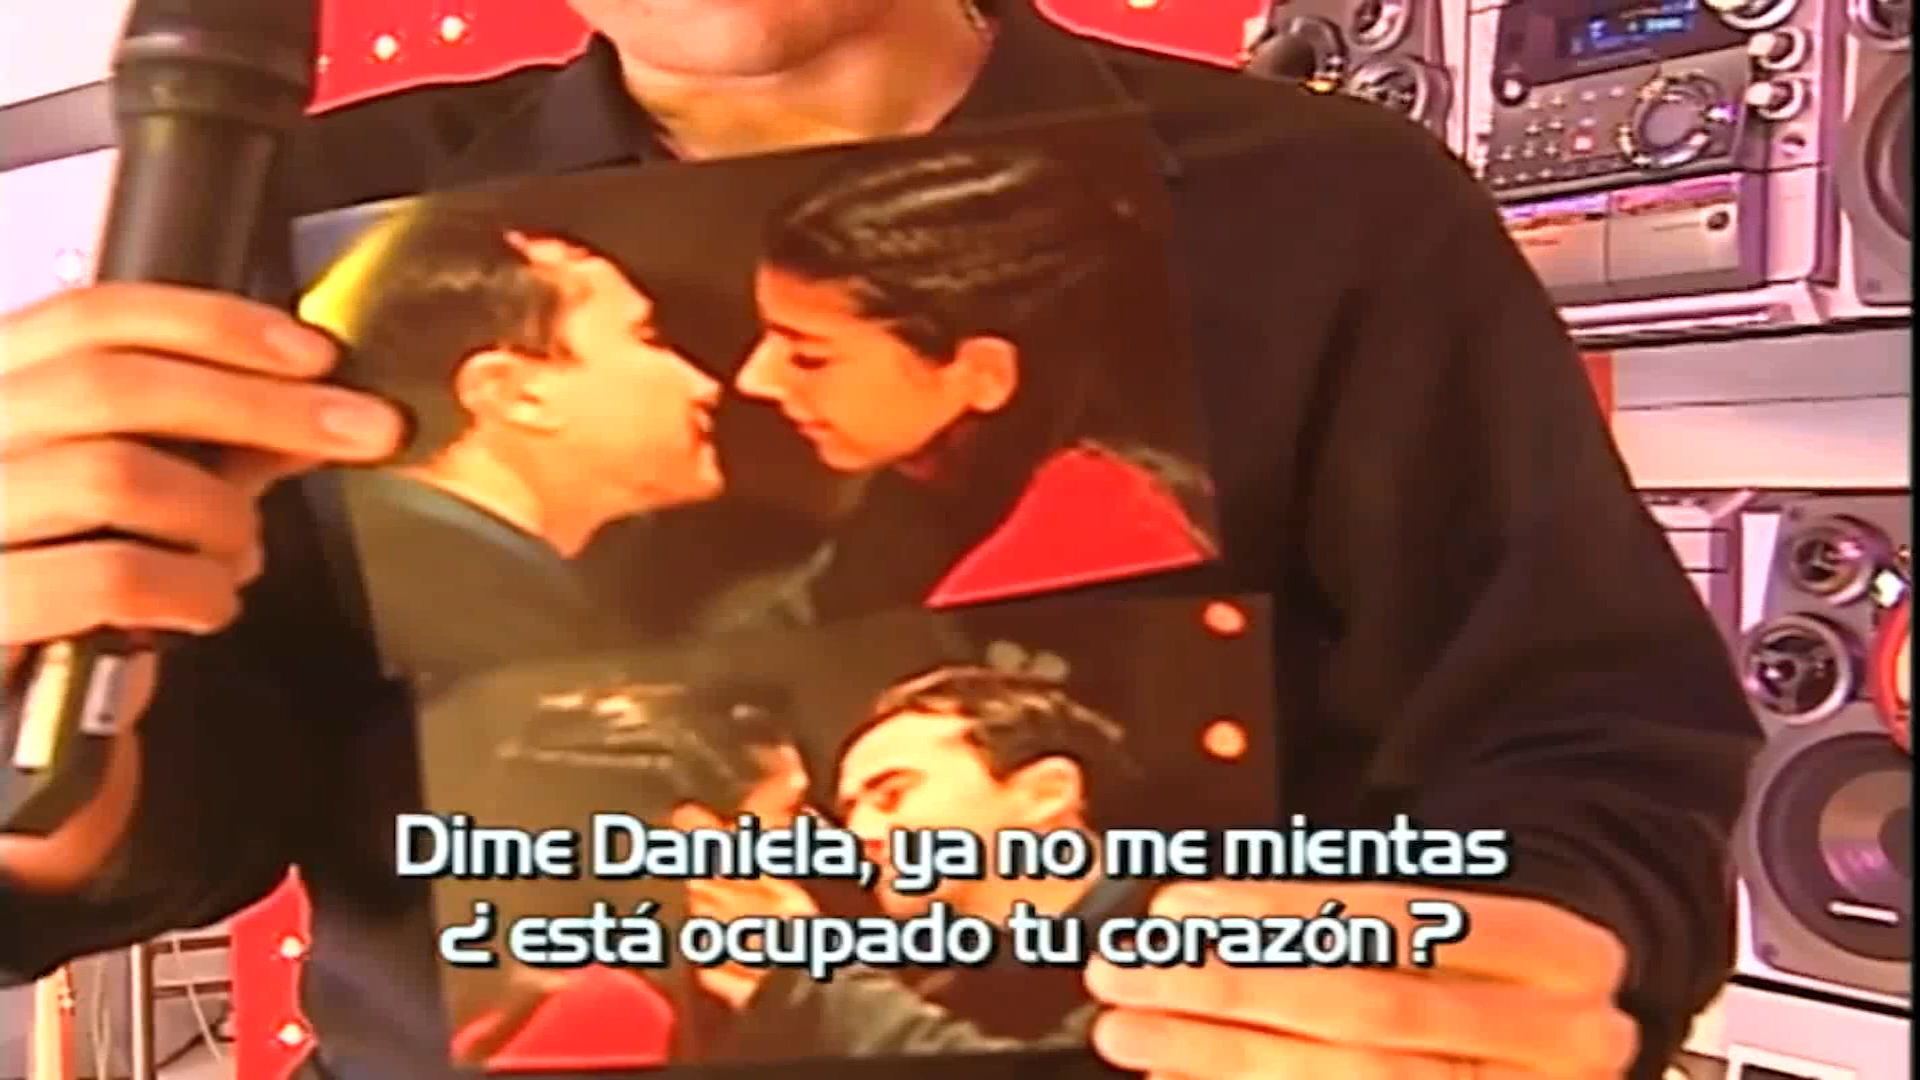 Dime Daniela, ya no me mientas
¿ está ocupado tu corazón ?